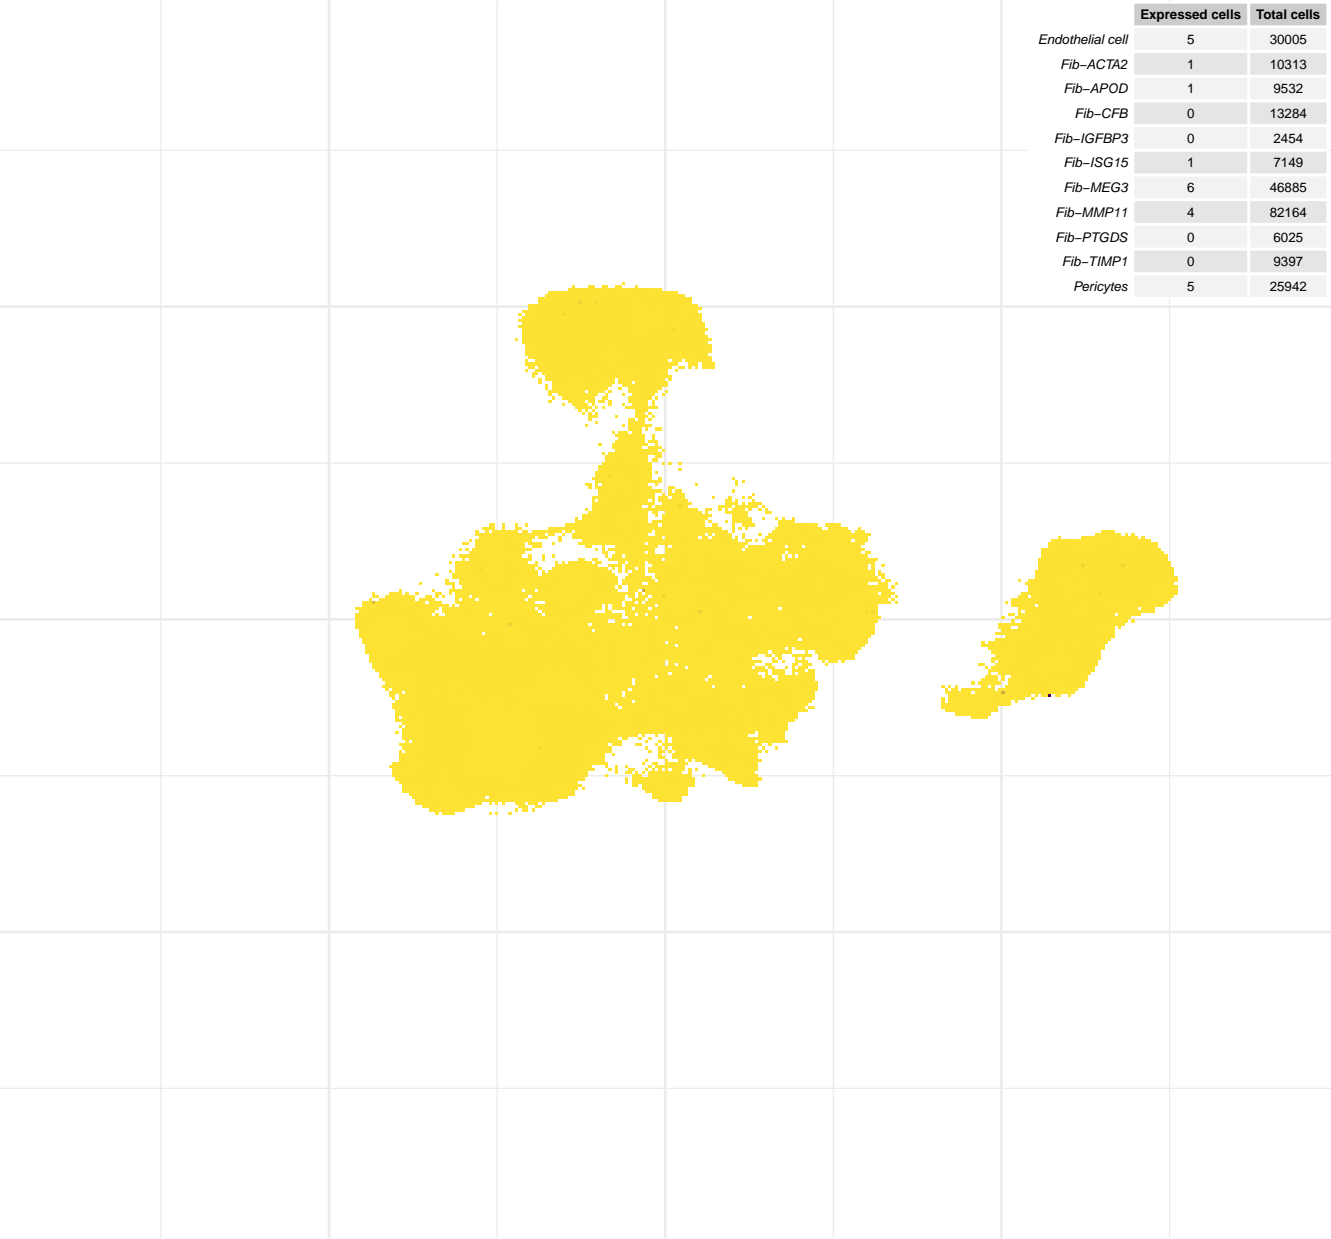 Expressed cells Total cells
Endothelial cell 5 30005
Fib−ACTA2 1 10313
Fib−APOD 1 9532
Fib−CFB 0 13284
Fib−IGFBP3 0 2454
Fib−ISG15 1 7149
Fib−MEG3 6 46885
Fib−MMP11 4 82164
Fib−PTGDS 0 6025
Fib−TIMP1 0 9397
Pericytes 5 25942